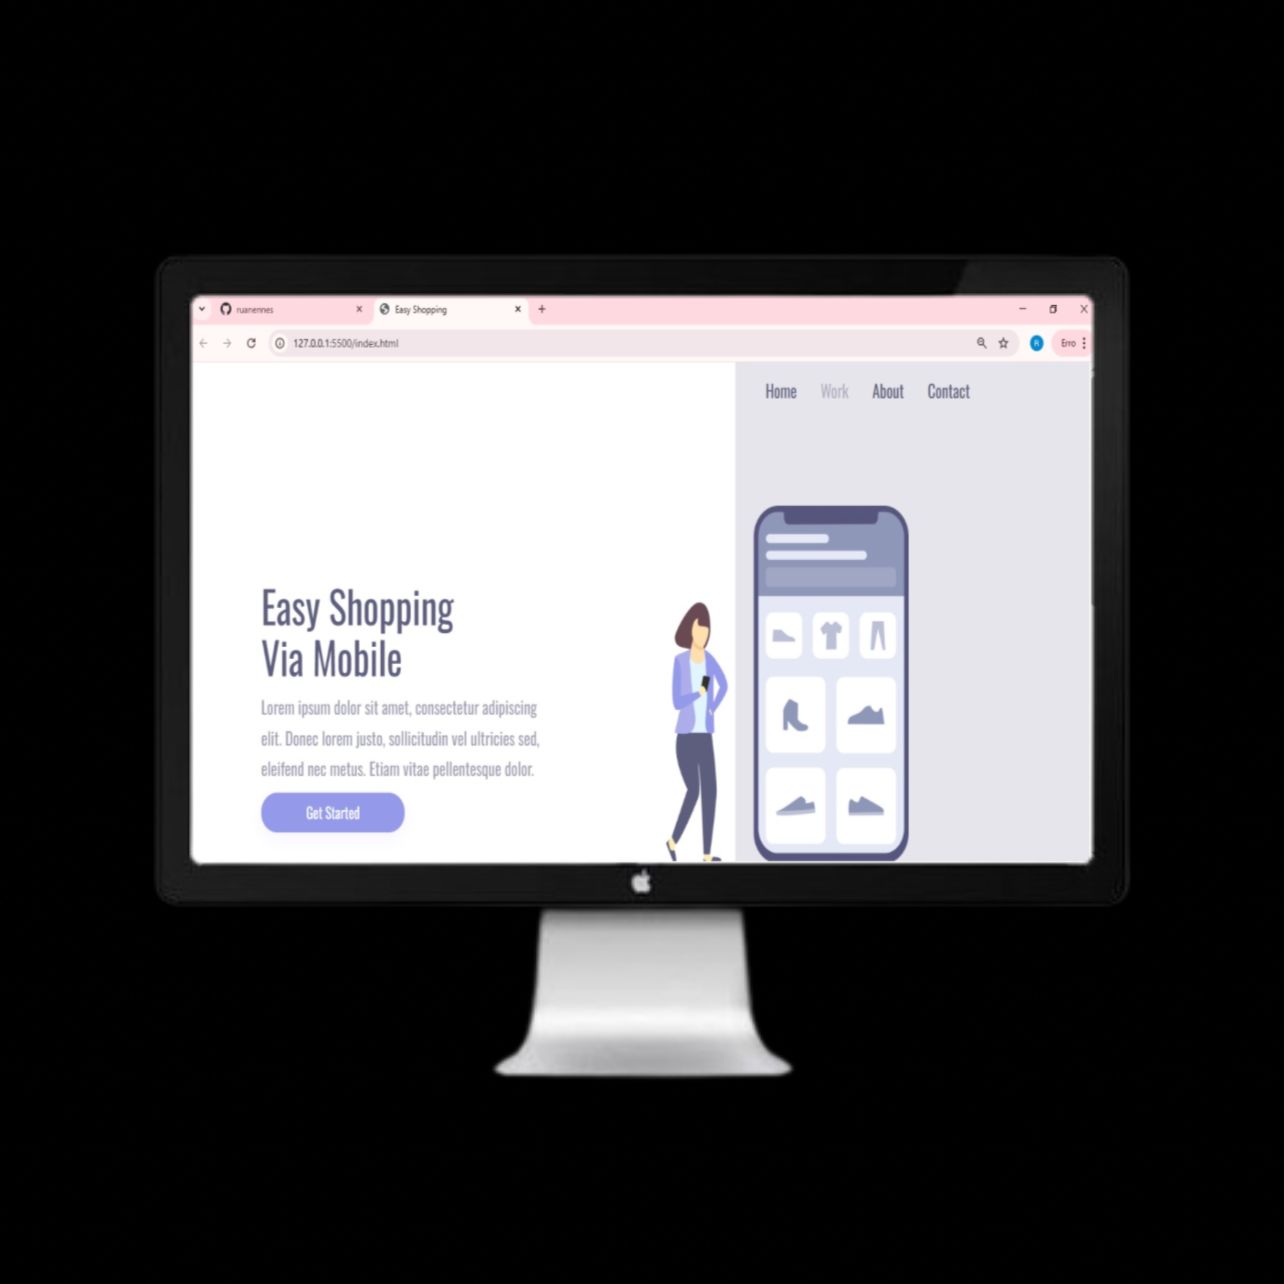 ruanennes
Easy Shopping
127.0.0.1:5500/index.html
R
Erro
Home Work About Contact
Easy Shopping
Via Mobile
Lorem ipsum dolor sit amet, consectetur adipiscing
elit. Donec lorem justo, sollicitudin vel ultricies sed,
eleifend nec metus. Etiam vitae pellentesque dolor.
Get Started